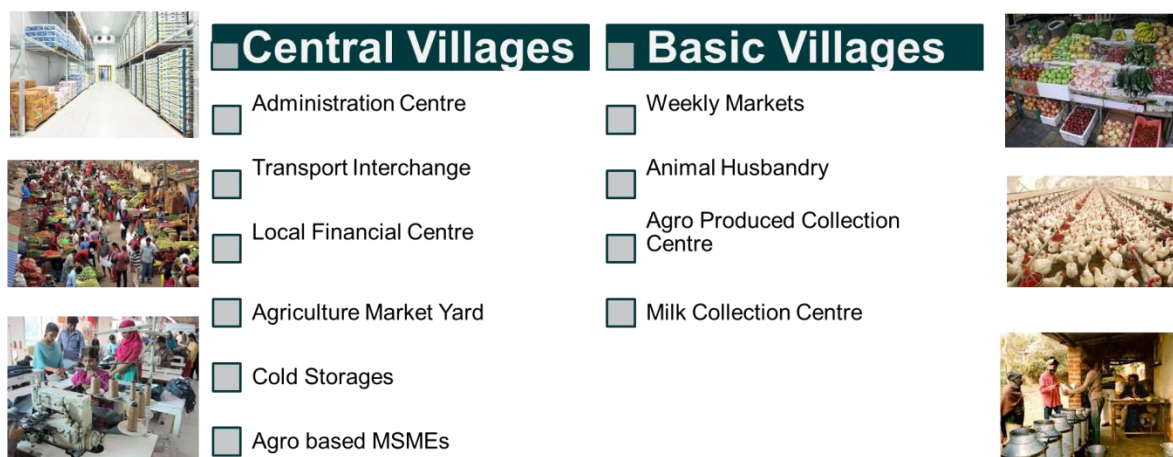 Central Villages
Administration Centre
Transport Interchange
Local Financial Centre
Agriculture Market Yard
Cold Storages
Agro based MSMEs
Basic Villages
Weekly Markets
Animal Husbandry
Agro Produced Collection
Centre
Milk Collection Centre